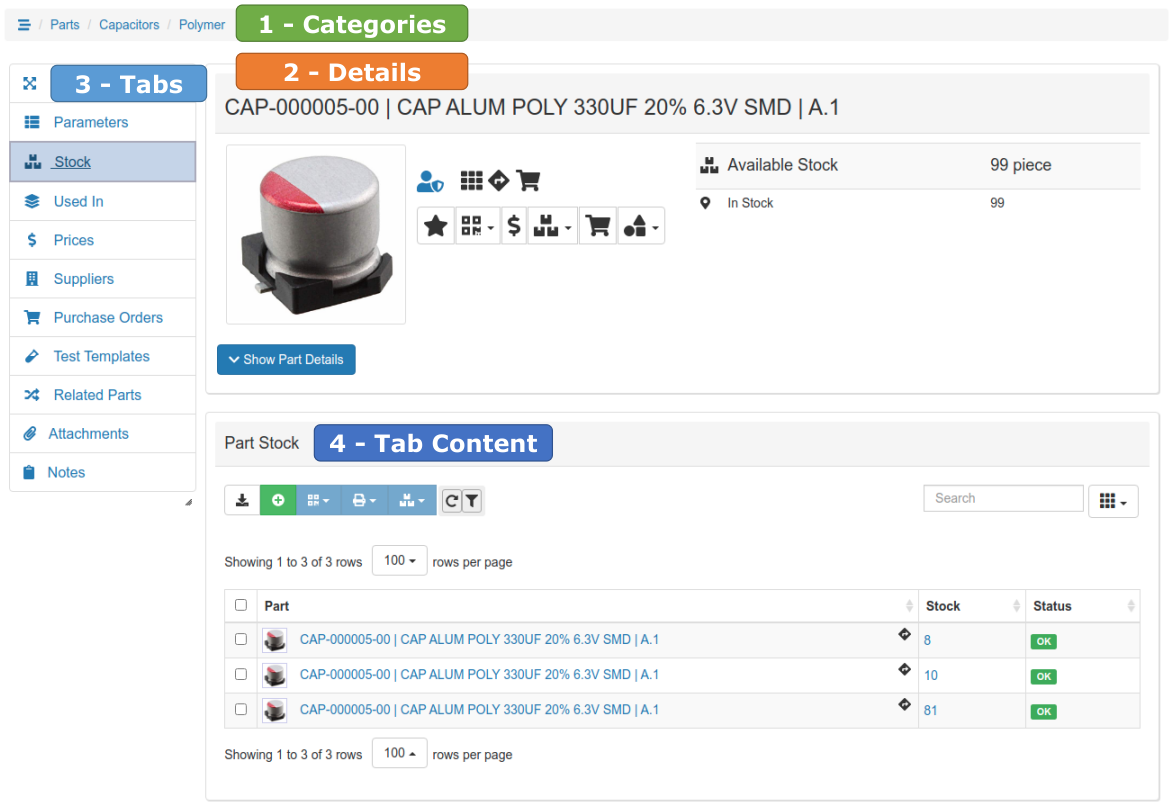 / Parts / Capacitors / Polymer
1 - Categories
2 - Details
3 - Tabs
CAP-000005-00 | CAP ALUM POLY 330UF 20% 6.3V SMD | A.1
Parameters
Stock
Used In
Prices
Suppliers
Purchase Orders
Test Templates
Related Parts
Attachments
Notes
Available Stock 99 piece
In Stock 99
Show Part Details
Part Stock
4 - Tab Content
Search
Showing 1 to 3 of 3 rows 100 rows per page
Part Stock Status
CAP-000005-00 | CAP ALUM POLY 330UF 20% 6.3V SMD | A.1 8 OK
CAP-000005-00 | CAP ALUM POLY 330UF 20% 6.3V SMD | A.1 10 OK
CAP-000005-00 | CAP ALUM POLY 330UF 20% 6.3V SMD | A.1 81 OK
Showing 1 to 3 of 3 rows 100 rows per page